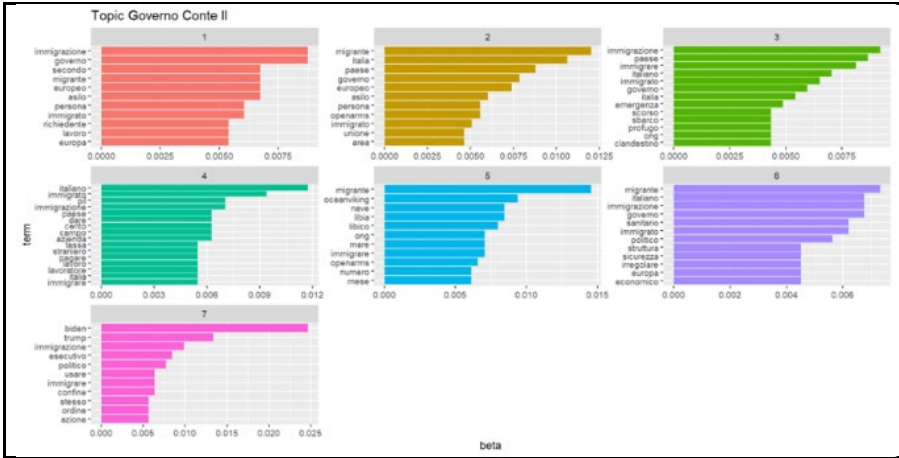 Topic Governo Conte II
1
immigrazione
governo
secondo
migrante
europeo
asilo
persona
immigrato
richiedente
lavoro
europa
0.0000 0.0025 0.0050 0.0075
2
migrante
italia
paese
governo
europeo
asilo
persona
openarms
immigrato
unione
area
0.0000 0.0025 0.0050 0.0075 0.0100 0.0125
3
immigrazione
paese
immigrare
italiano
immigrato
governo
italia
emergenza
scorso
sbarco
profugo
ong
clandestino
0.0000 0.0025 0.0050 0.0075
4
italiano
immigrato
pil
immigrazione
paese
dare
cento
campo
azienda
tassa
straniero
pagare
lavoro
lavoratore
italia
immigrare
0.000 0.003 0.006 0.009 0.012
5
migrante
oceanviking
nave
libia
libico
ong
mare
immigrare
openarms
numero
mese
0.000 0.005 0.010 0.015
6
migrante
italiano
immigrazione
governo
sanitario
immigrato
politico
struttura
sicurezza
irregolare
europa
economico
0.000 0.002 0.004 0.006
7
biden
trump
immigrazione
esecutivo
politico
usare
immigrare
confine
stesso
ordine
azione
0.000 0.005 0.010 0.015 0.020 0.025
term
beta